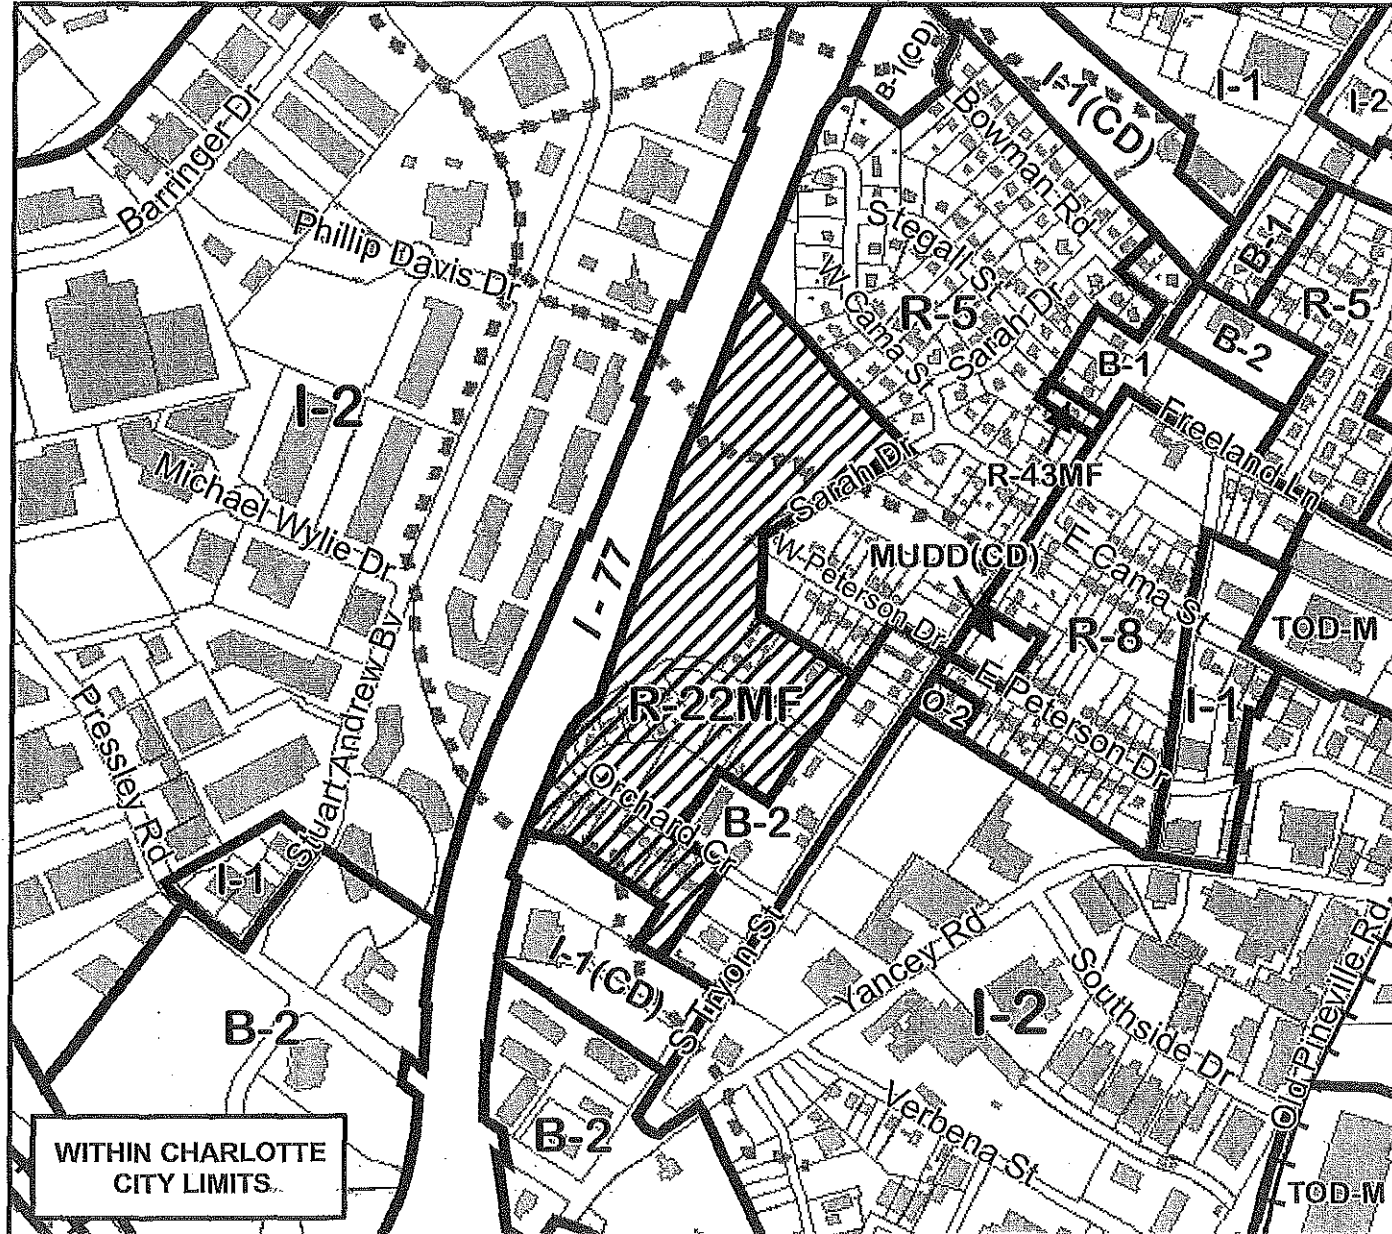 B-1(CD)
I-1(CD)
I-1
I-2
Barringer Dr
Bowman Rd
Phillip Davis Dr
Stegall St
W Cama St
R-5
Sarah Dr
B-1
R-5
B-1
B-2
I-2
Freeland Ln
Michael Wylie Dr
Sarah Dr
R-43MF
I - 77
W Peterson Dr
MUDD(CD)
E Cama St
R-8
TOD-M
Stuart Andrew Bv
Pressley Rd
R-22MF
O-2
E Peterson Dr
I-1
Orchard Cr
B-2
I-1
I-1(CD)
S Tryon St
Yancey Rd
I-2
Southside Dr
Old Pineville Rd
B-2
B-2
Verbena St
TOD-M
WITHIN CHARLOTTE
CITY LIMITS